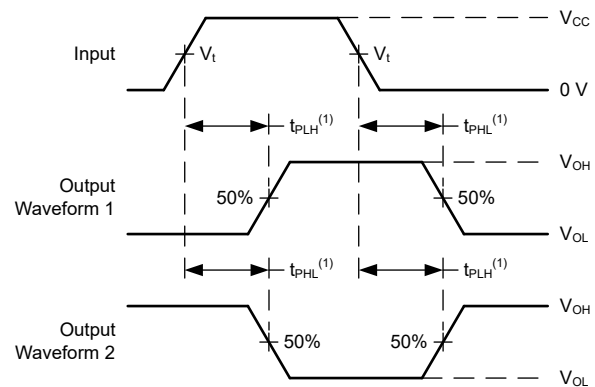 V_CC
Input
V_t
V_t
0 V
t_PLH^(1)
t_PHL^(1)
V_OH
Output
Waveform 1
50%
50%
V_OL
t_PHL^(1)
t_PLH^(1)
V_OH
Output
Waveform 2
50%
50%
V_OL